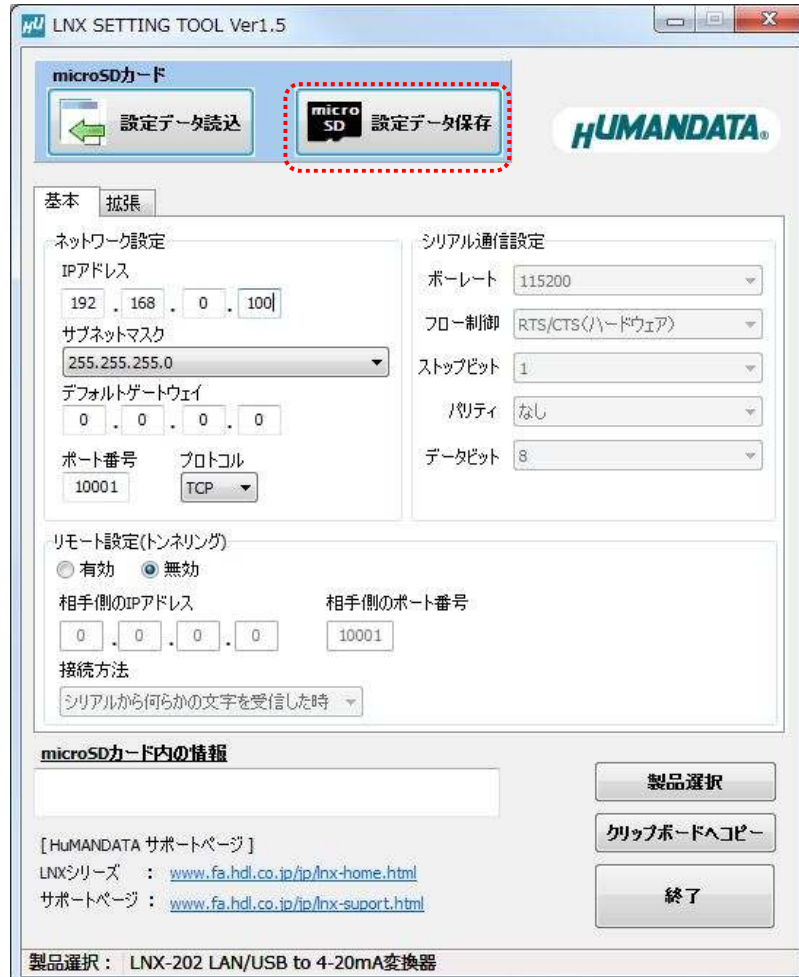 LNX SETTING TOOL Ver1.5
microSDカード
設定データ読込
micro SD 設定データ保存
HUMANDATA®
基本 拡張
ネットワーク設定
IPアドレス
192 . 168 . 0 . 100
サブネットマスク
255.255.255.0
デフォルトゲートウェイ
0 . 0 . 0 . 0
ポート番号 プロトコル
10001 TCP
シリアル通信設定
ボーレート 115200
フロー制御 RTS/CTS(ハードウェア)
ストップビット 1
パリティ なし
データビット 8
リモート設定(トンネリング)
有効 無効
相手側のIPアドレス 相手側のポート番号
0 . 0 . 0 . 0 10001
接続方法
シリアルから何らかの文字を受信した時
microSDカード内の情報
製品選択
クリップボードへコピー
終了
[ HuMANDATA サポートページ ]
LNXシリーズ : www.fa.hdl.co.jp/jp/lnx-home.html
サポートページ : www.fa.hdl.co.jp/jp/lnx-suport.html
製品選択 : LNX-202 LAN/USB to 4-20mA変換器